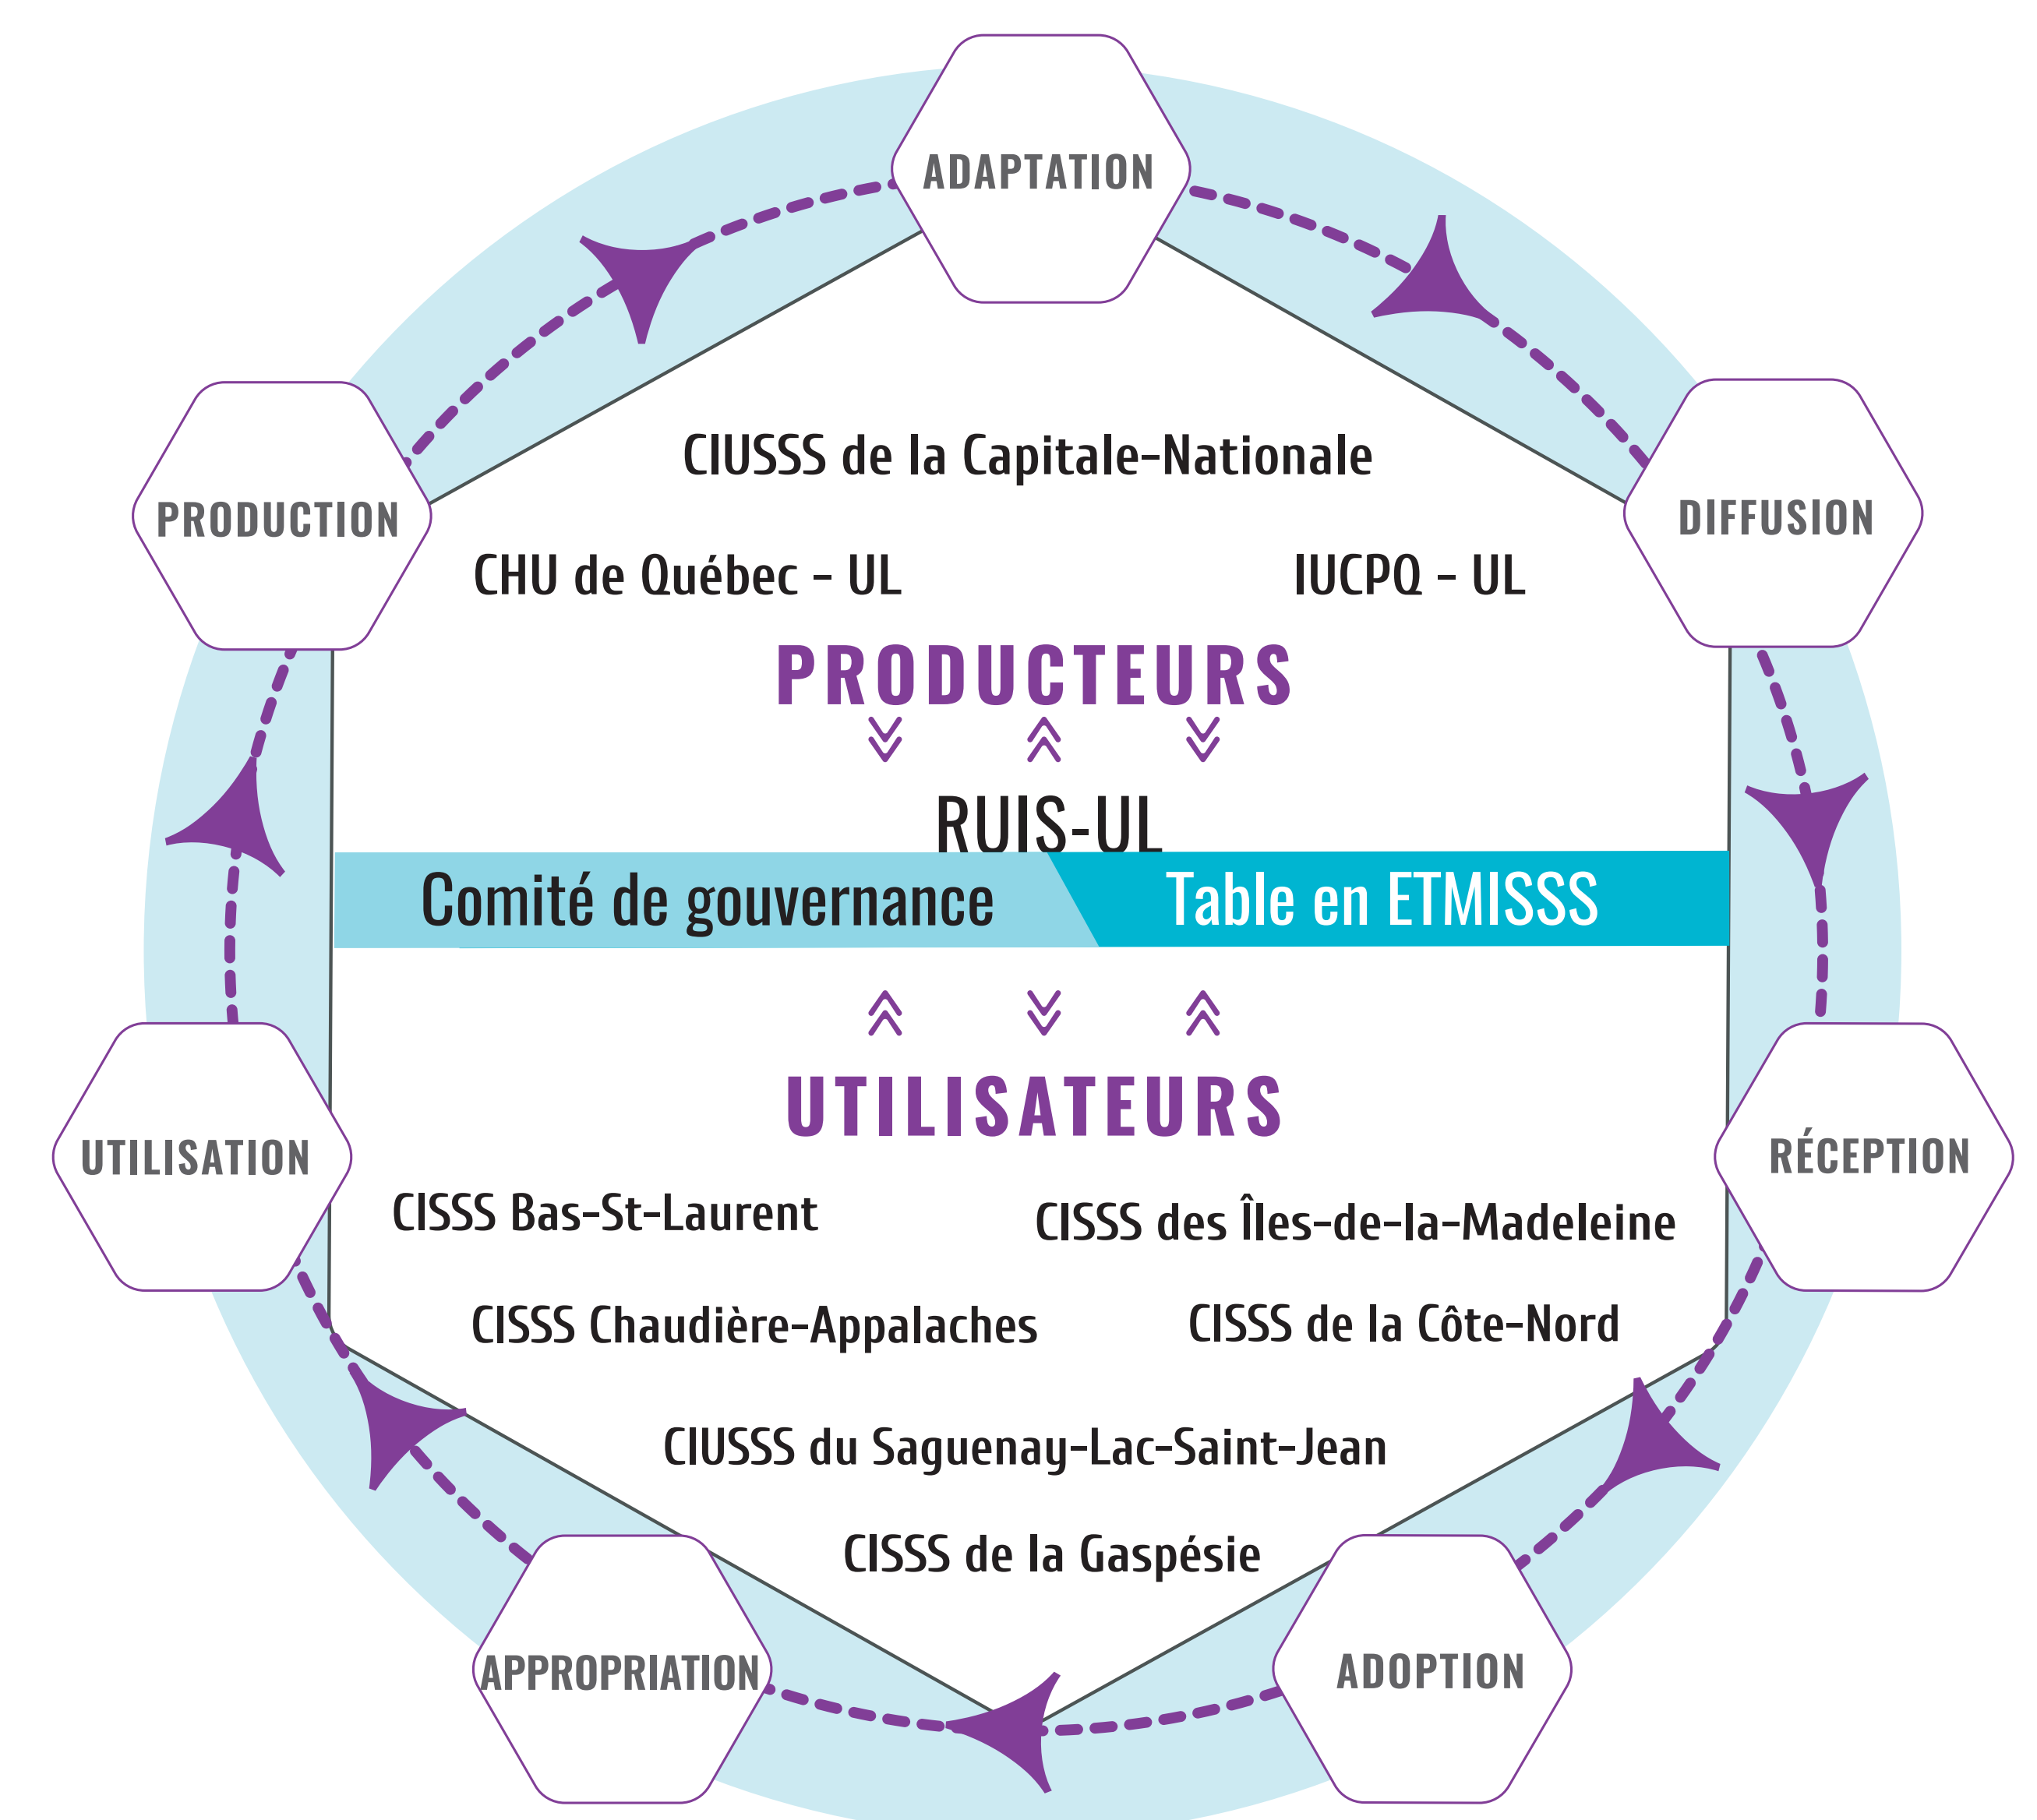 ADAPTATION
PRODUCTION
DIFFUSION
CIUSSS de la Capitale-Nationale
CHU de Québec - UL
IUCPQ - UL
PRODUCTEURS
RUIS-UL
Comité de gouvernance
Table en ETMISSS
UTILISATEURS
UTILISATION
RÉCEPTION
CISSS Bas-St-Laurent
CISSS des ÎIes-de-la-Madeleine
CISSS Chaudière-Appalaches
CISSS de la Côte-Nord
CIUSSS du Saguenay-Lac-Saint-Jean
CISSS de la Gaspésie
APPROPRIATION
ADOPTION